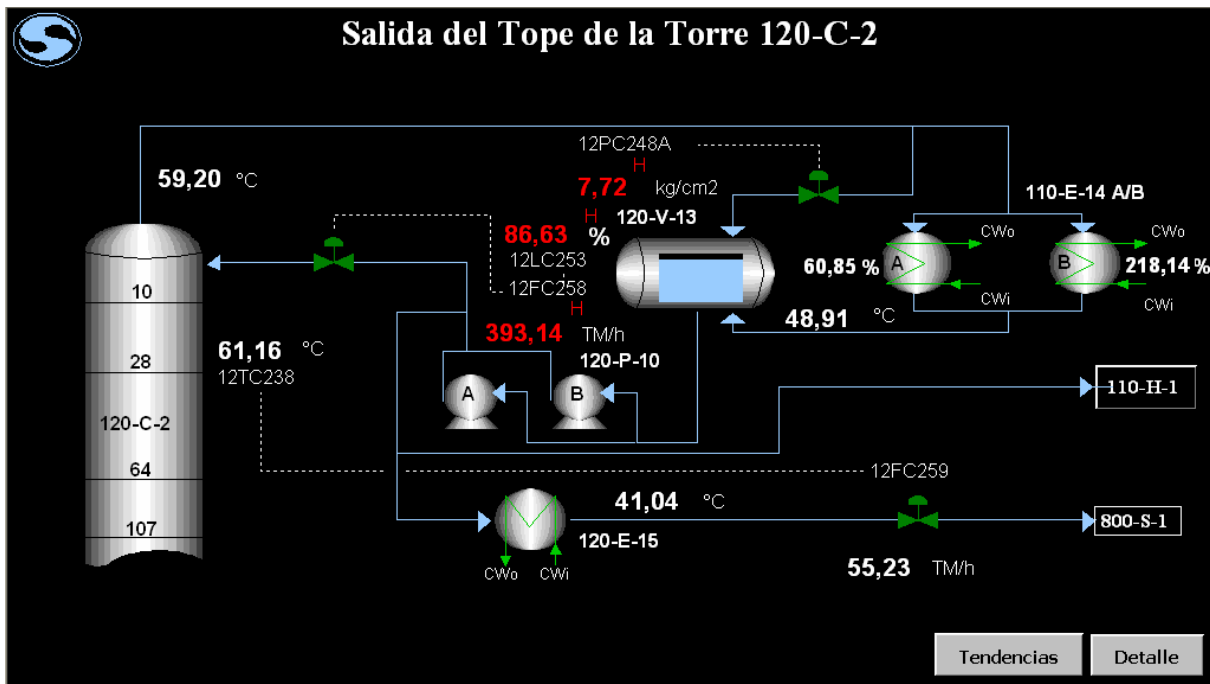 Salida del Tope de la Torre 120-C-2
12PC248A
H
59,20 °C
7,72 kg/cm2
110-E-14 A/B
H 120-V-13
86,63 %
CWo
CWo
12LC253
60,85 % A
B 218,14 %
12FC258
CWi
CWi
10
H
48,91 °C
393,14 TM/h
61,16 °C
28
120-P-10
12TC238
A
B
110-H-1
120-C-2
64
12FC259
41,04 °C
107
120-E-15
800-S-1
CWo CWi
55,23 TM/h
Tendencias
Detalle